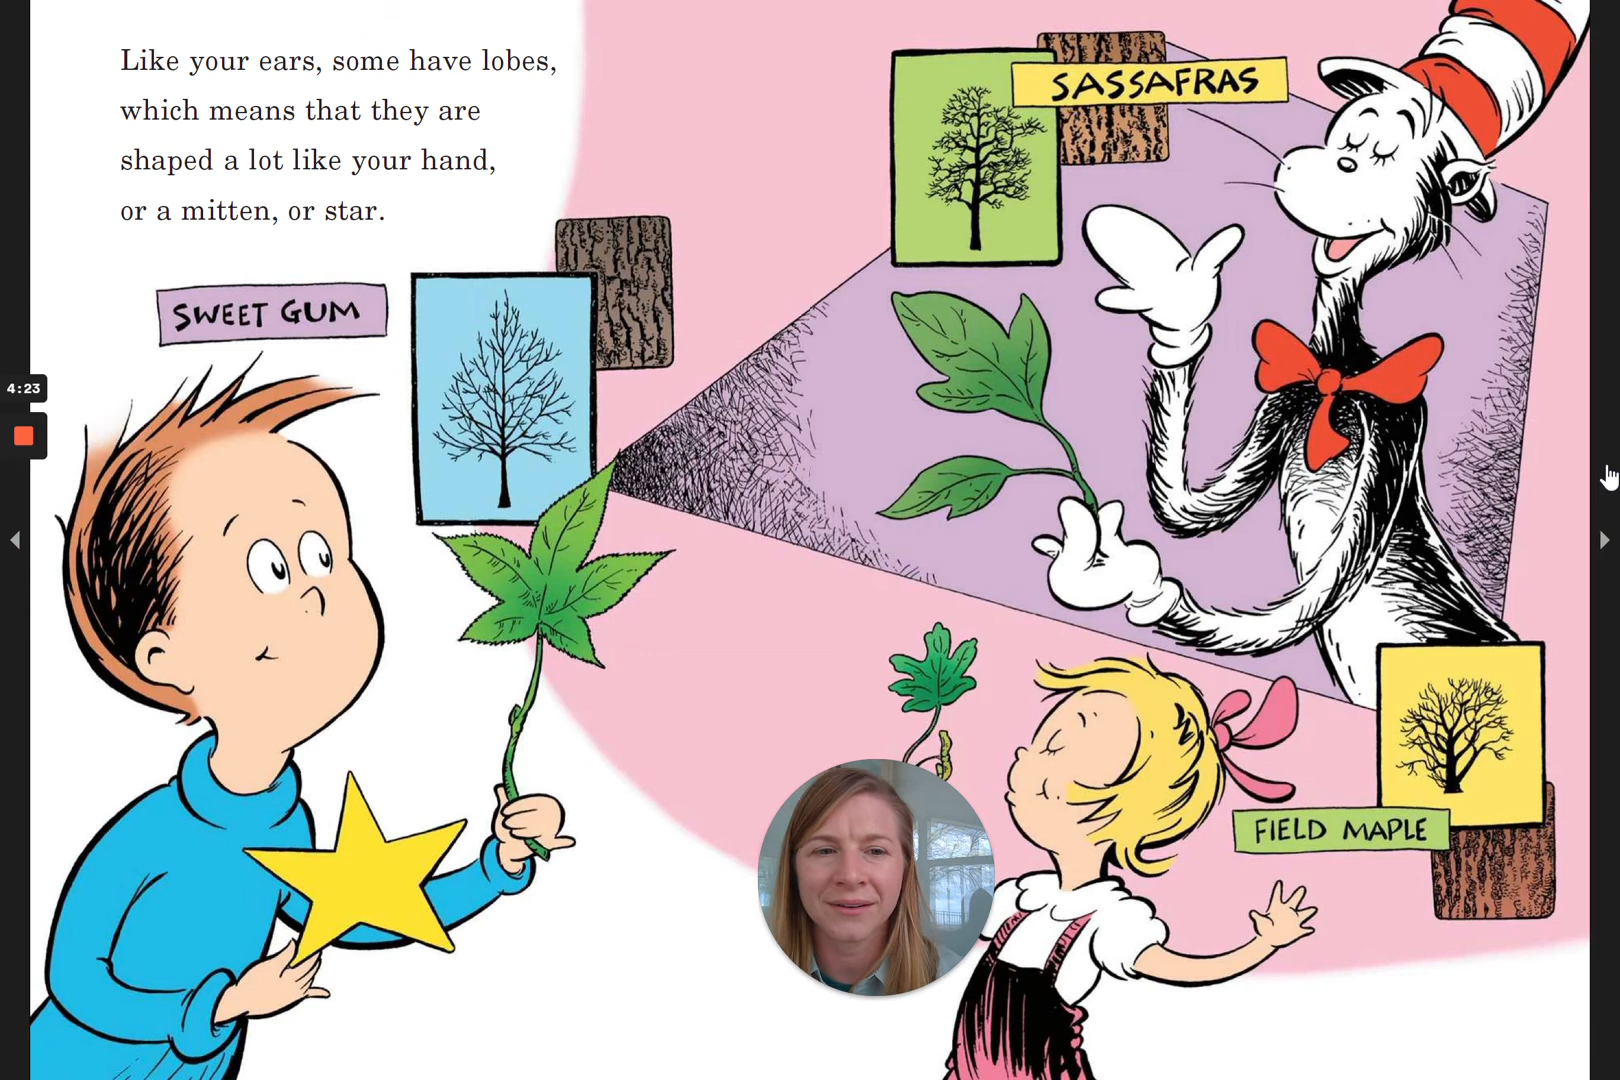 Like your ears, some have lobes,
which means that they are
shaped a lot like your hand,
or a mitten, or star.
SASSAFRAS
SWEET GUM
4:23
FIELD MAPLE